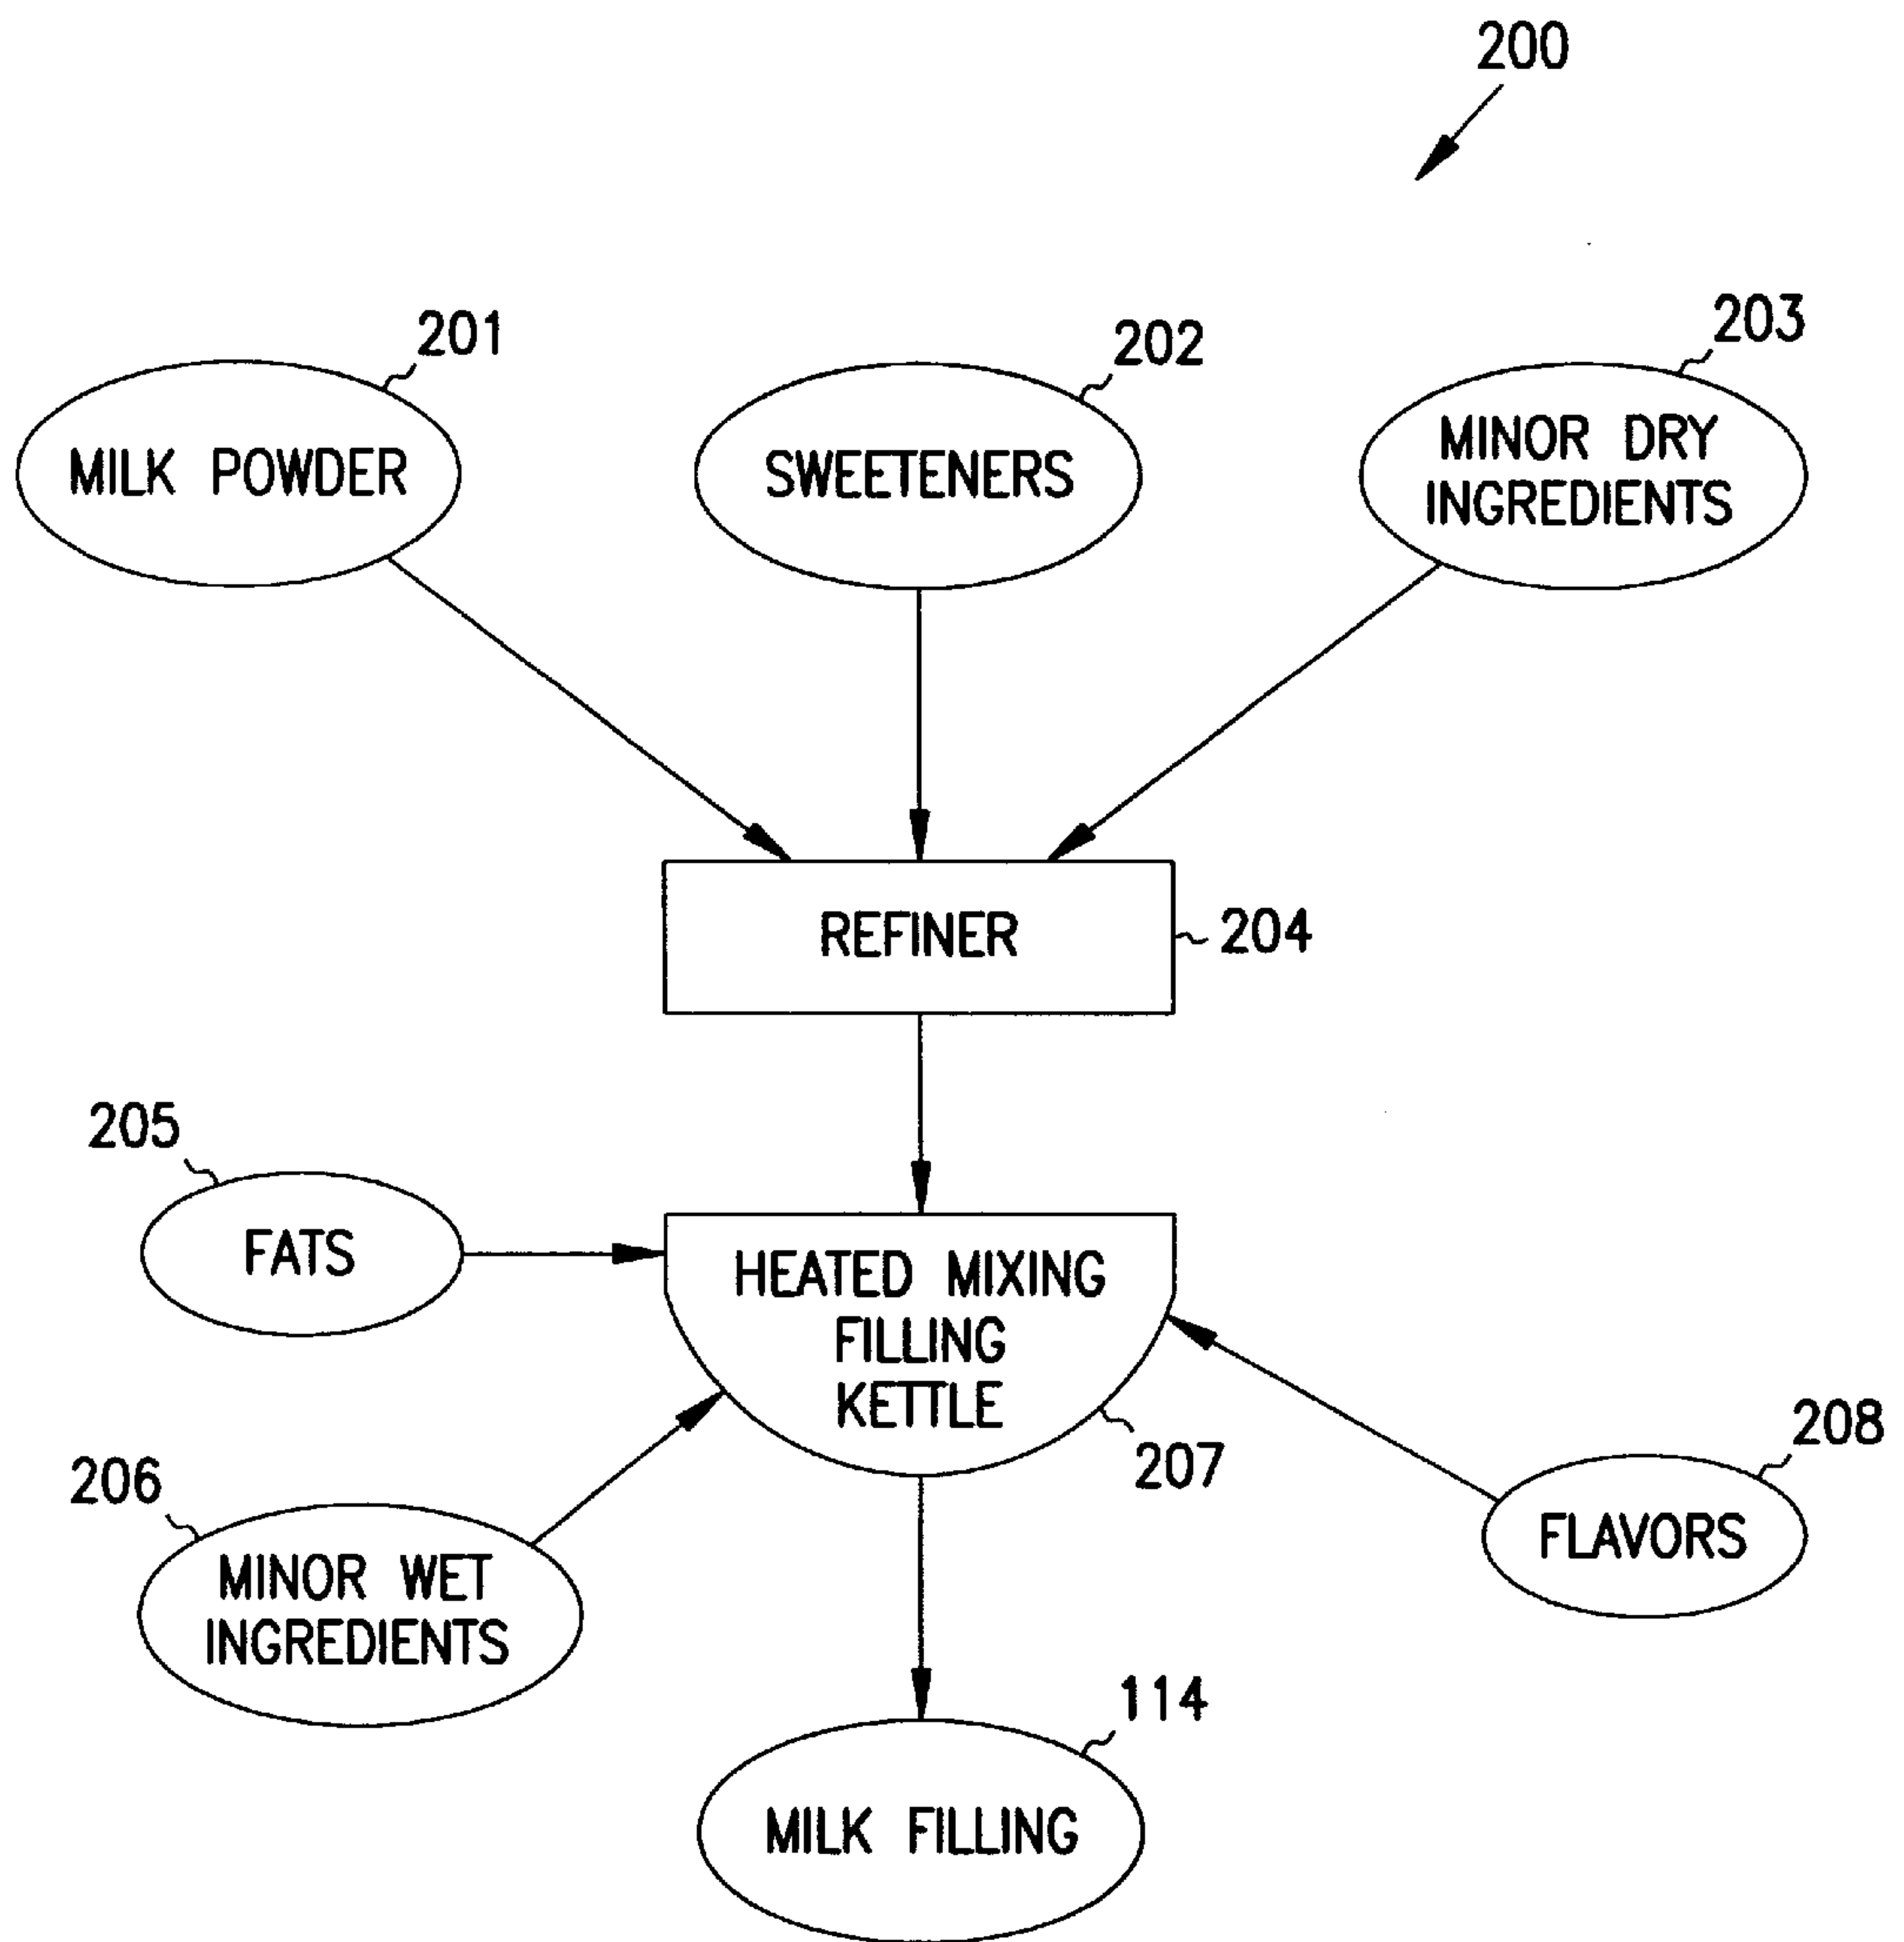 200
201
202
203
MILK POWDER
SWEETENERS
MINOR DRY
INGREDIENTS
REFINER
204
205
FATS
HEATED MIXING
FILLING
KETTLE
207
206
MINOR WET
INGREDIENTS
208
FLAVORS
114
MILK FILLING